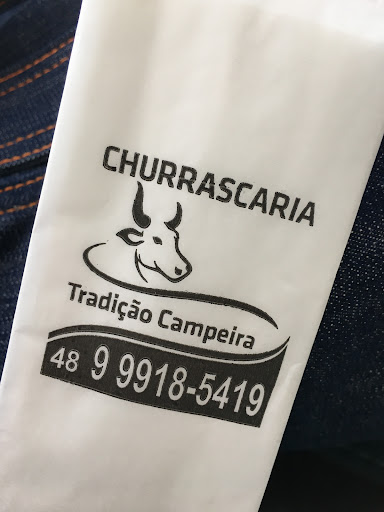 CHURRASCARIA
Tradição Campeira
48 9 9918-5419